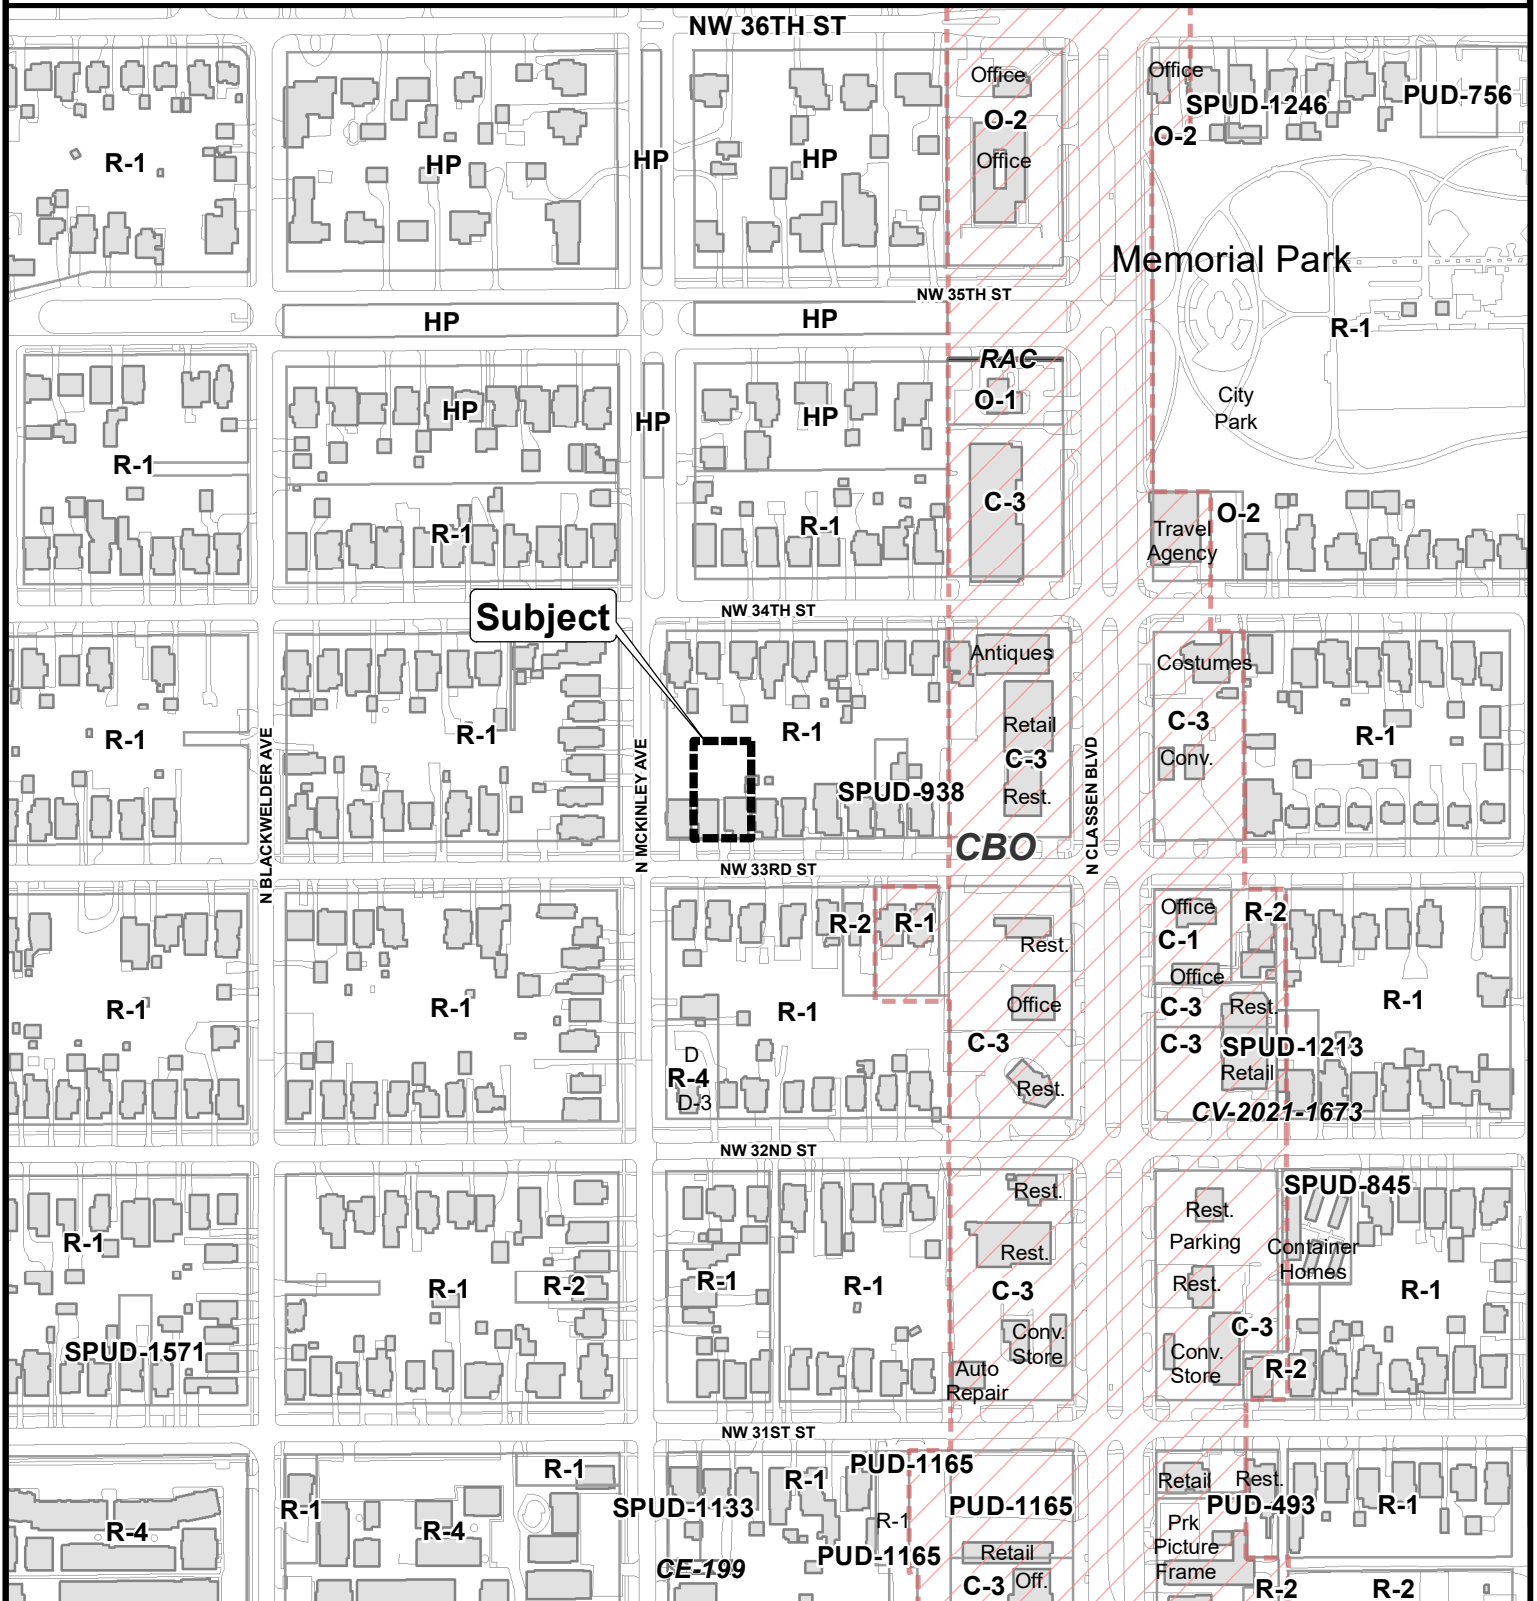 NW 36TH ST
Office
O-2
Office
Office
SPUD-1246
PUD-756
O-2
R-1
HP
HP
HP
Memorial Park
NW 35TH ST
HP
HP
R-1
RAC
O-1
City
Park
HP
HP
HP
R-1
C-3
O-2
Travel
Agency
R-1
R-1
Subject
NW 34TH ST
Antiques
Costumes
Retail
C-3
Rest.
C-3
Conv.
R-1
R-1
R-1
R-1
SPUD-938
N BLACKWELDER AVE
N MCKINLEY AVE
N CLASSEN BLVD
CBO
NW 33RD ST
R-2
R-1
Rest.
Office
C-1
Office
R-2
R-1
R-1
R-1
Office
C-3
Rest.
C-3
Rest.
C-3
SPUD-1213
Retail
R-1
D
R-4
D-3
CV-2021-1673
NW 32ND ST
Rest.
Rest.
C-3
Conv.
Store
Auto
Repair
Rest.
Parking
Rest.
C-3
Conv.
Store
R-2
SPUD-845
Container
Homes
R-1
R-1
SPUD-1571
R-1
R-2
R-1
R-1
NW 31ST ST
R-4
R-1
R-4
R-1
SPUD-1133
CE-199
R-1
PUD-1165
R-1
PUD-1165
PUD-1165
Retail
C-3
Off.
Retail
Rest.
PUD-493
Prk
Picture
Frame
R-1
R-2
R-2